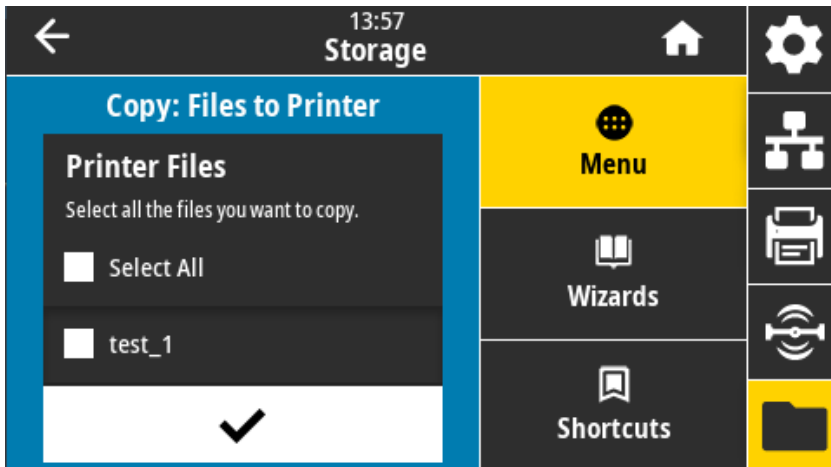 13:57
Storage
Copy: Files to Printer
Printer Files
Select all the files you want to copy.
Select All
test_1
Menu
Wizards
Shortcuts